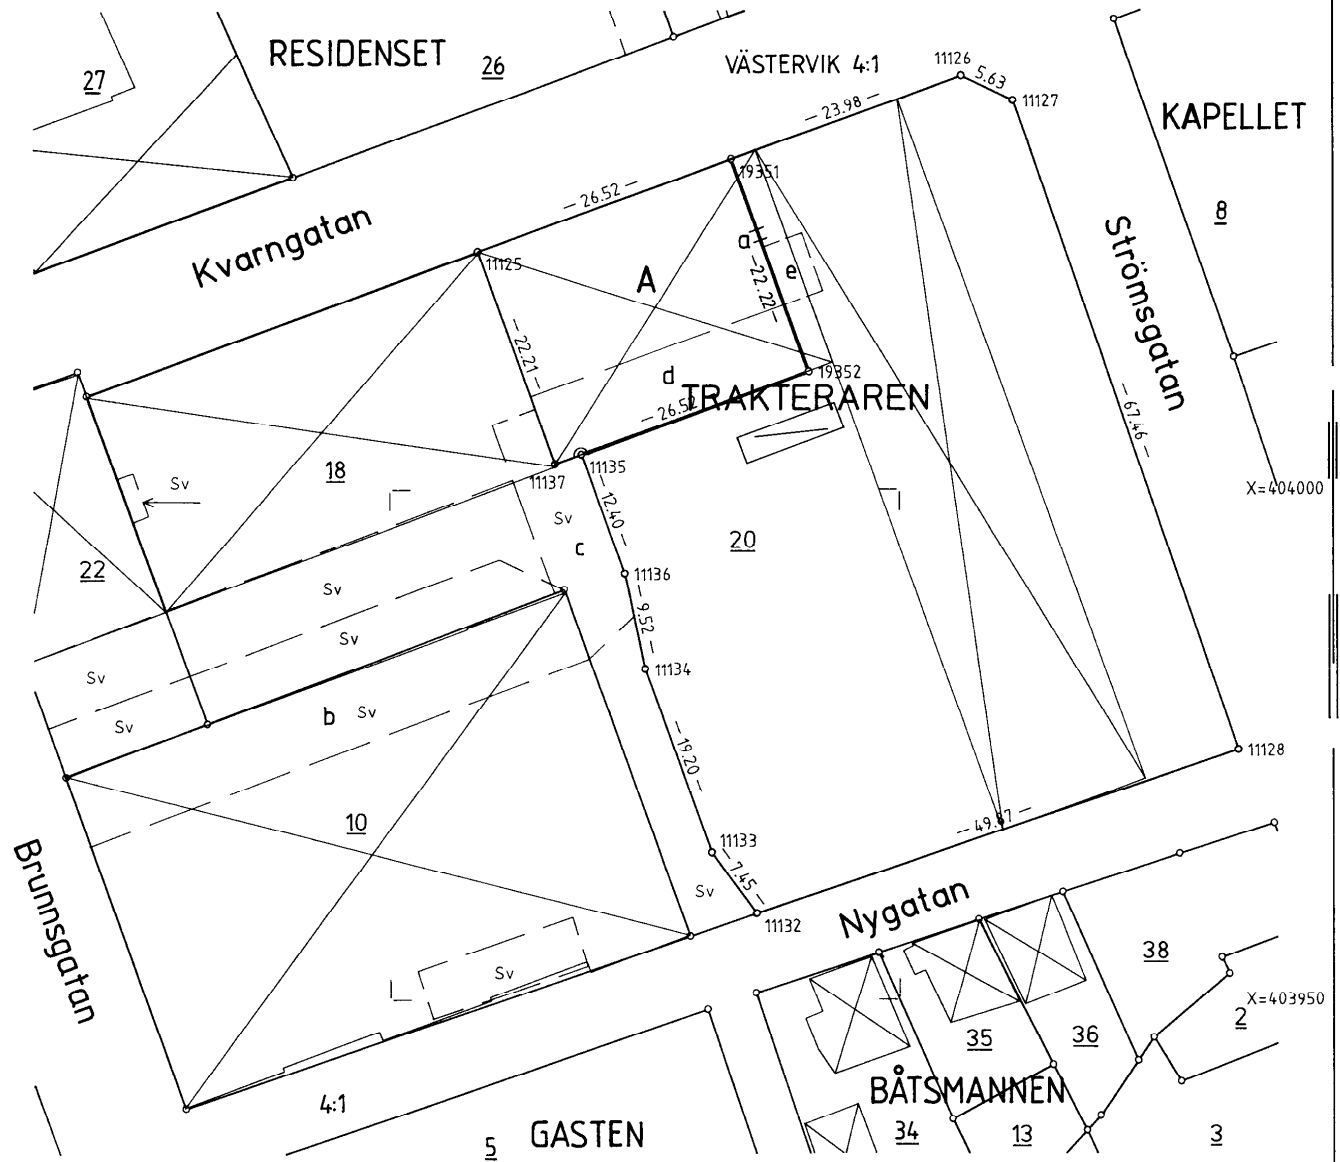 RESIDENSET
26
27
VÄSTERVIK 4:1
11126
5.63
11127
KAPELLET
8
23.98
19351
26.52
Kvarngatan
11125
A
a
e
22.22
22.21
d
19352
TRAKTERAREN
26.52
Strömsgatan
67.46
X=404000
18
Sv
11137
11135
12.40
Sv
c
20
22
11136
Sv
9.52
Sv
11134
Sv
Sv
b
Sv
19.20
11128
10
11133
7.45
Sv
11132
49.97
Nygatan
Brunnsgatan
Sv
38
X=403950
2
35
36
BÅTSMANNEN
4:1
GASTEN
5
34
13
3